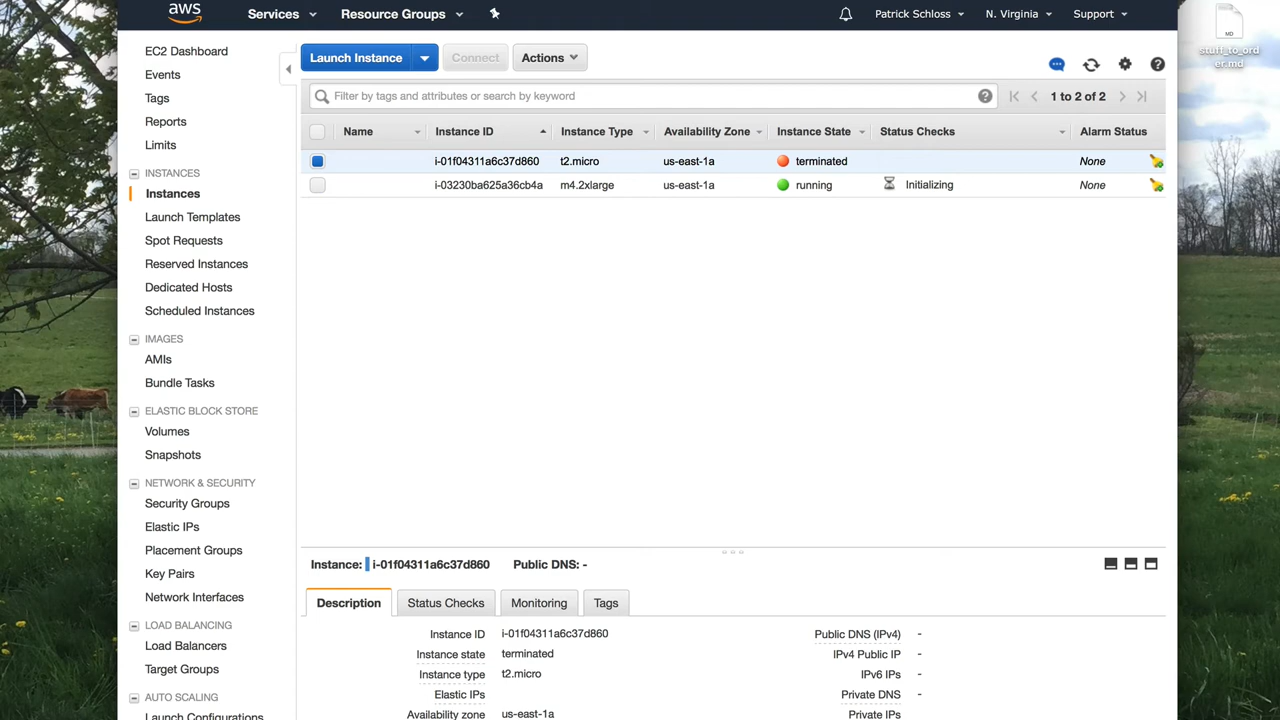 aws Services Resource Groups Patrick Schloss N. Virginia Support
MD
stuff_to_ord
er.md
EC2 Dashboard
Events
Tags
Reports
Limits
INSTANCES
Instances
Launch Templates
Spot Requests
Reserved Instances
Dedicated Hosts
Scheduled Instances
IMAGES
AMIs
Bundle Tasks
ELASTIC BLOCK STORE
Volumes
Snapshots
NETWORK & SECURITY
Security Groups
Elastic IPs
Placement Groups
Key Pairs
Network Interfaces
LOAD BALANCING
Load Balancers
Target Groups
AUTO SCALING
Launch Configurations
Launch Instance Connect Actions
Filter by tags and attributes or search by keyword 1 to 2 of 2
Name Instance ID Instance Type Availability Zone Instance State Status Checks Alarm Status
i-01f04311a6c37d860 t2.micro us-east-1a terminated None
i-03230ba625a36cb4a m4.2xlarge us-east-1a running Initializing None
Instance: i-01f04311a6c37d860 Public DNS: -
Description Status Checks Monitoring Tags
Instance ID i-01f04311a6c37d860 Public DNS (IPv4) -
Instance state terminated IPv4 Public IP -
Instance type t2.micro IPv6 IPs -
Elastic IPs Private DNS -
Availability zone us-east-1a Private IPs -